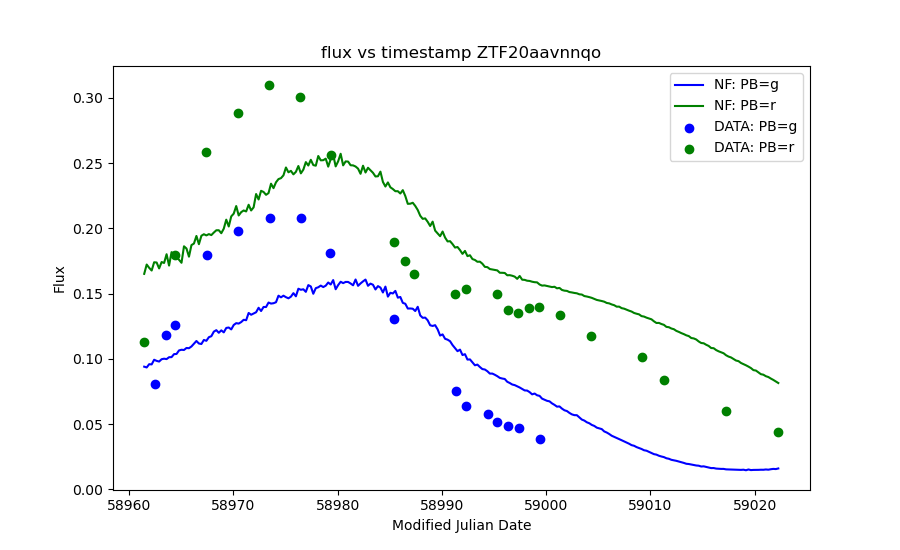 flux vs timestamp ZTF20aavnnqo
NF: PB=g
NF: PB=r
DATA: PB=g
DATA: PB=r
Flux
0.30
0.25
0.20
0.15
0.10
0.05
0.00
58960 58970 58980 58990 59000 59010 59020
Modified Julian Date